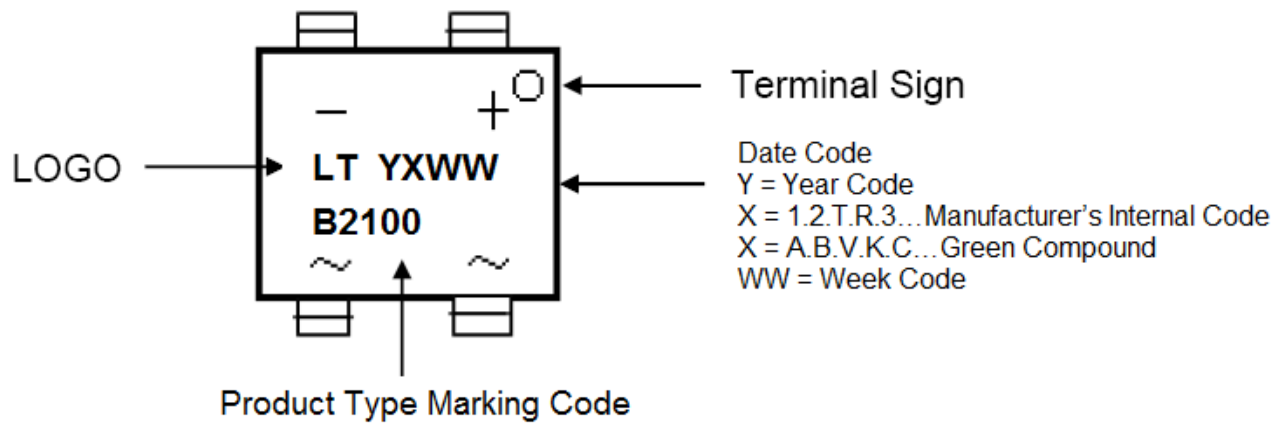 − +
Terminal Sign
LOGO
LT YXWW
B2100
~ ~
Date Code
Y = Year Code
X = 1.2.T.R.3...Manufacturer's Internal Code
X = A.B.V.K.C...Green Compound
WW = Week Code
Product Type Marking Code